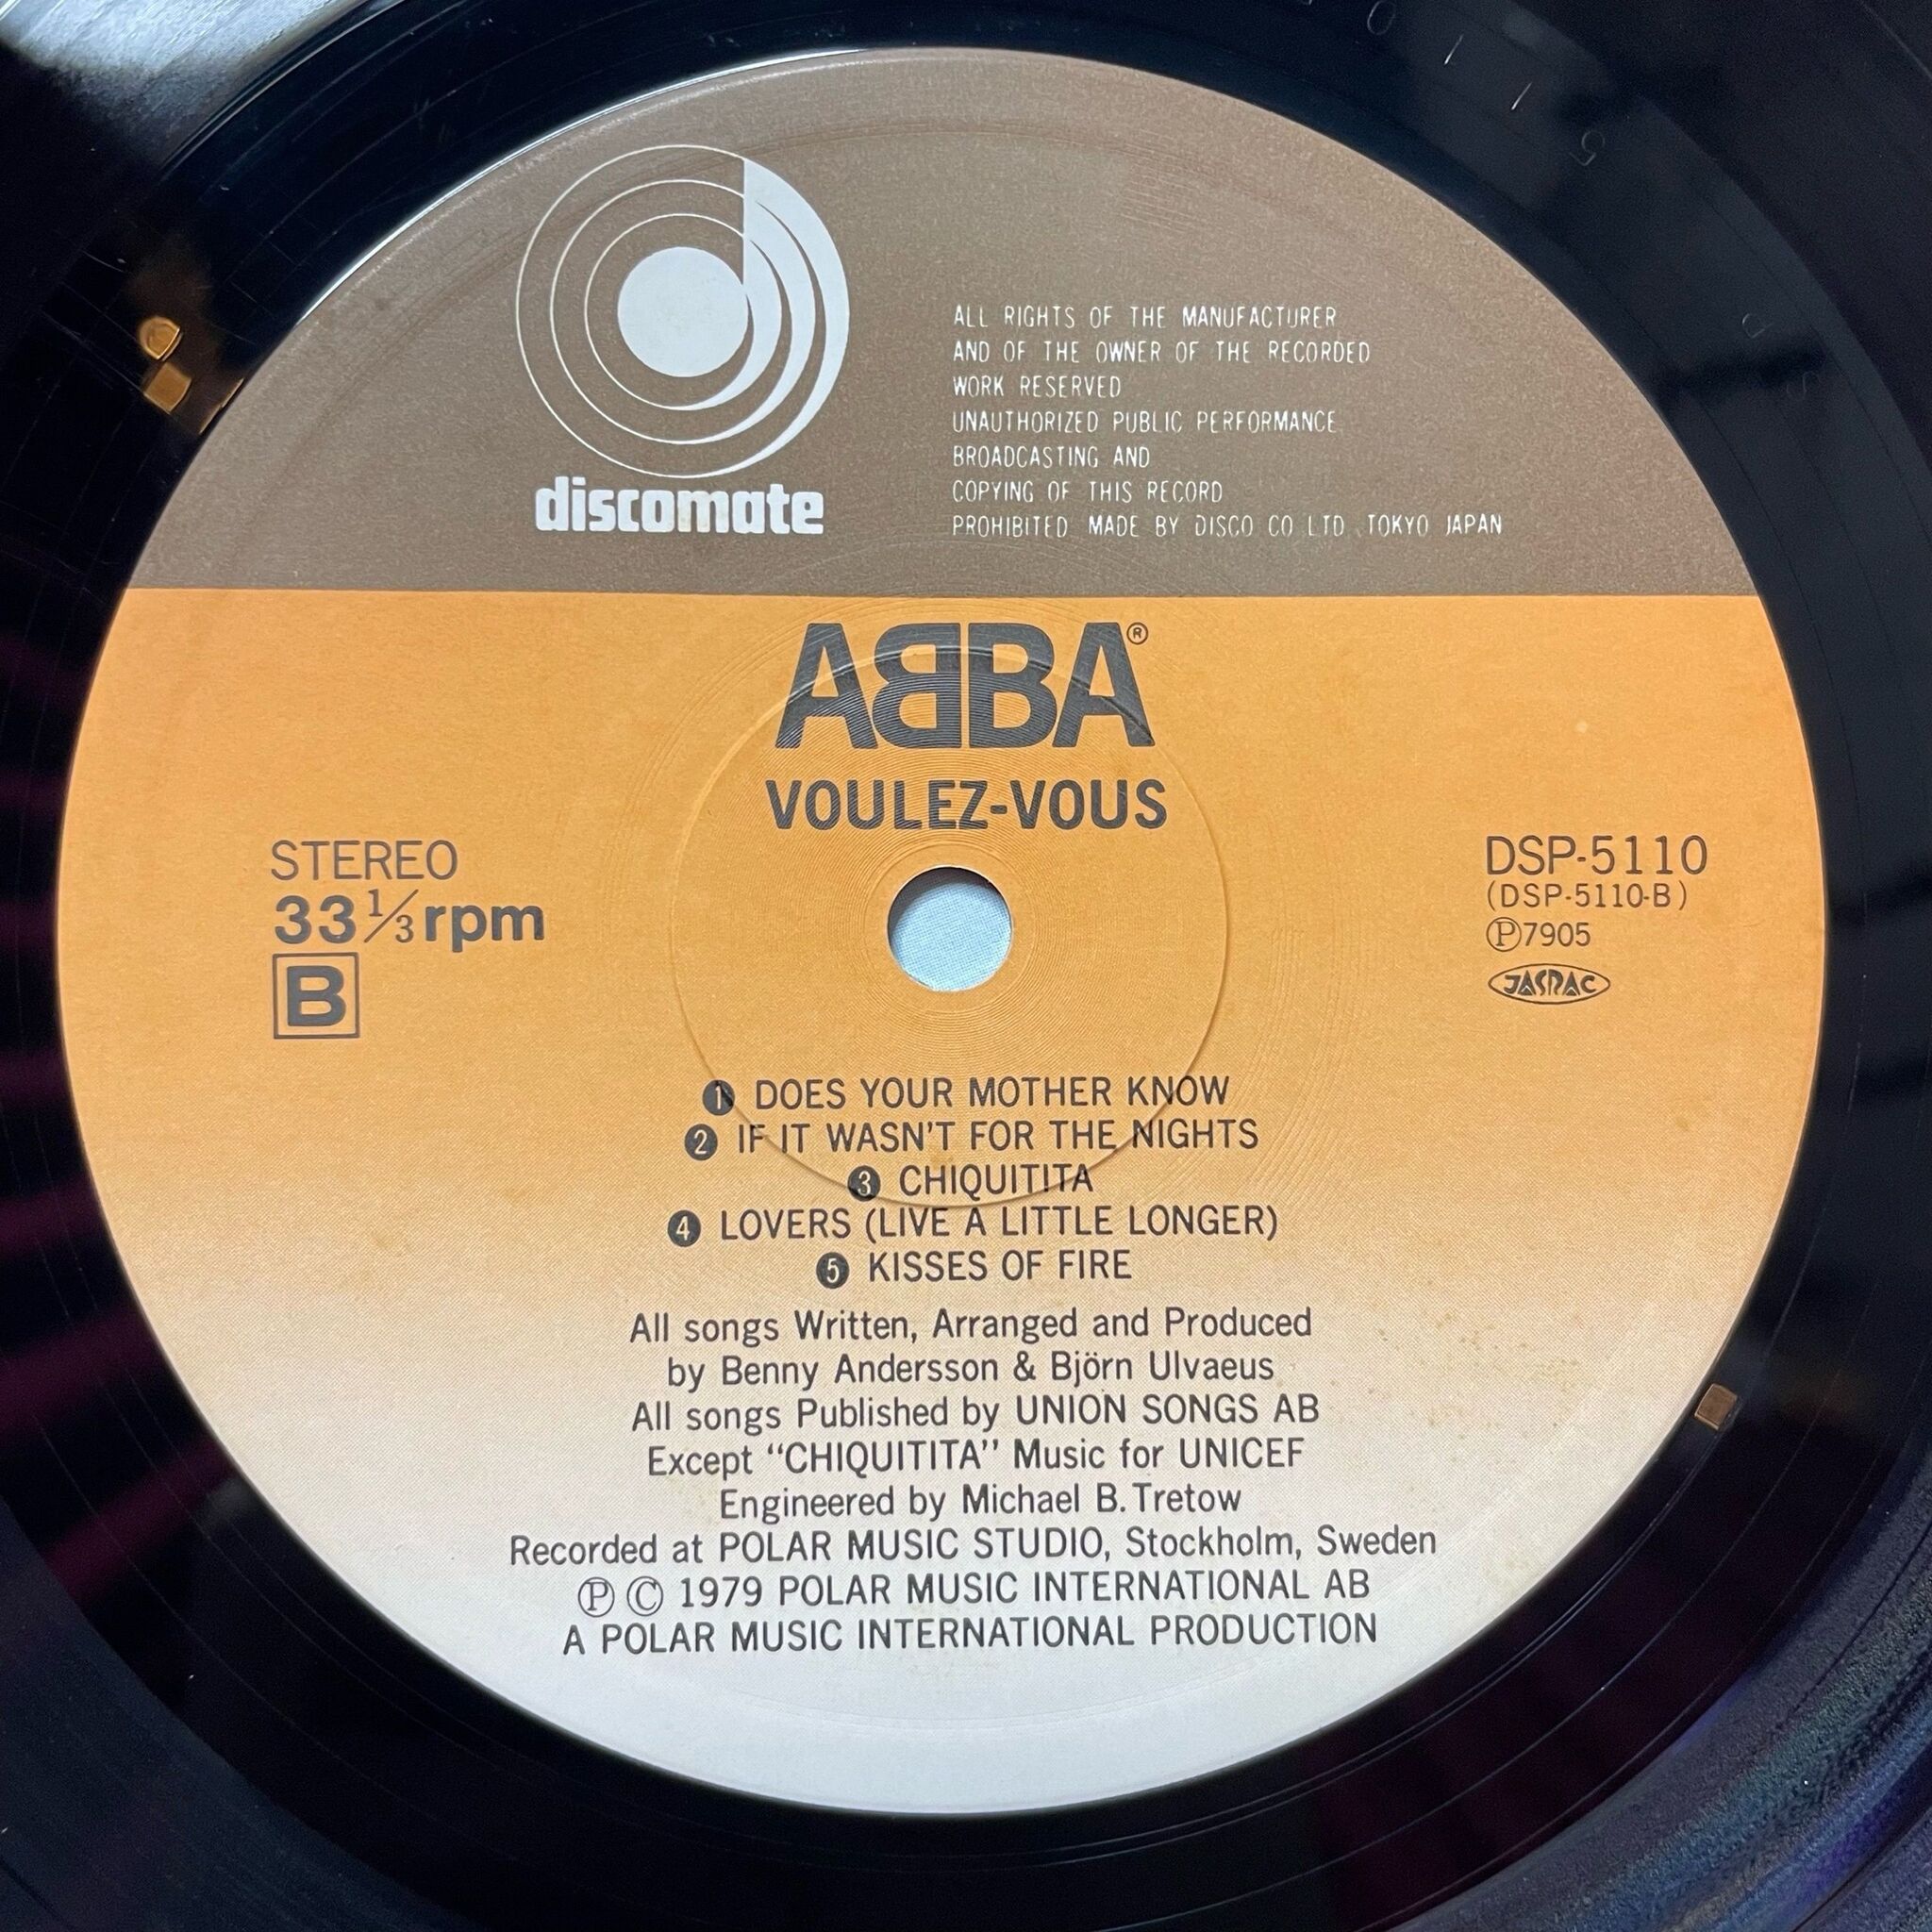 discomate
ALL RIGHTS OF THE MANUFACTURER
AND OF THE OWNER OF THE RECORDED
WORK RESERVED
UNAUTHORIZED PUBLIC PERFORMANCE
BROADCASTING AND
COPYING OF THIS RECORD
PROHIBITED MADE BY DISCO CO LTD TOKYO JAPAN
ABBA®
VOULEZ-VOUS
STEREO
33⅓rpm
B
DSP-5110
(DSP-5110-B)
Ⓟ7905
JASRAC
❶ DOES YOUR MOTHER KNOW
❷ IF IT WASN'T FOR THE NIGHTS
❸ CHIQUITITA
❹ LOVERS (LIVE A LITTLE LONGER)
❺ KISSES OF FIRE
All songs Written, Arranged and Produced
by Benny Andersson & Björn Ulvaeus
All songs Published by UNION SONGS AB
Except “CHIQUITITA” Music for UNICEF
Engineered by Michael B. Tretow
Recorded at POLAR MUSIC STUDIO, Stockholm, Sweden
Ⓟ Ⓒ 1979 POLAR MUSIC INTERNATIONAL AB
A POLAR MUSIC INTERNATIONAL PRODUCTION